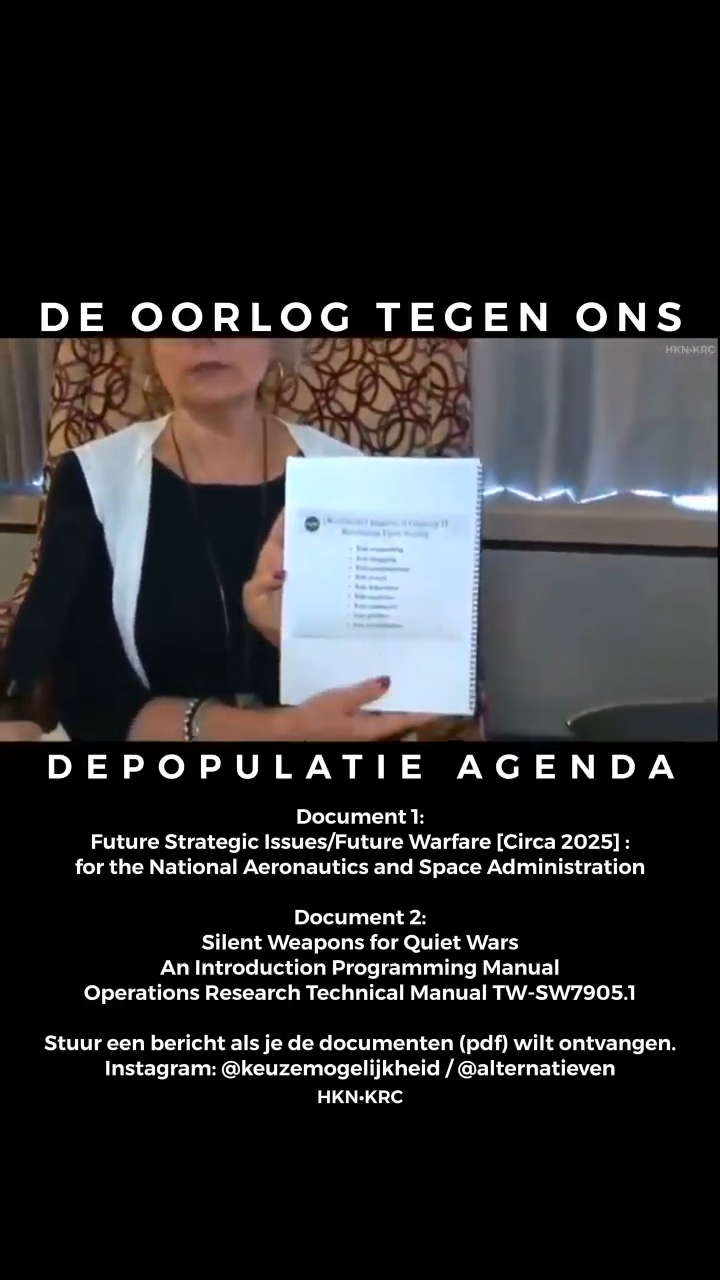 DE OORLOG TEGEN ONS
HKN•KRC
DEPOPULATIE AGENDA
Document 1:
Future Strategic Issues/Future Warfare [Circa 2025] :
for the National Aeronautics and Space Administration
Document 2:
Silent Weapons for Quiet Wars
An Introduction Programming Manual
Operations Research Technical Manual TW-SW7905.1
Stuur een bericht als je de documenten (pdf) wilt ontvangen.
Instagram: @keuzemogelijkheid / @alternatieven
HKN•KRC